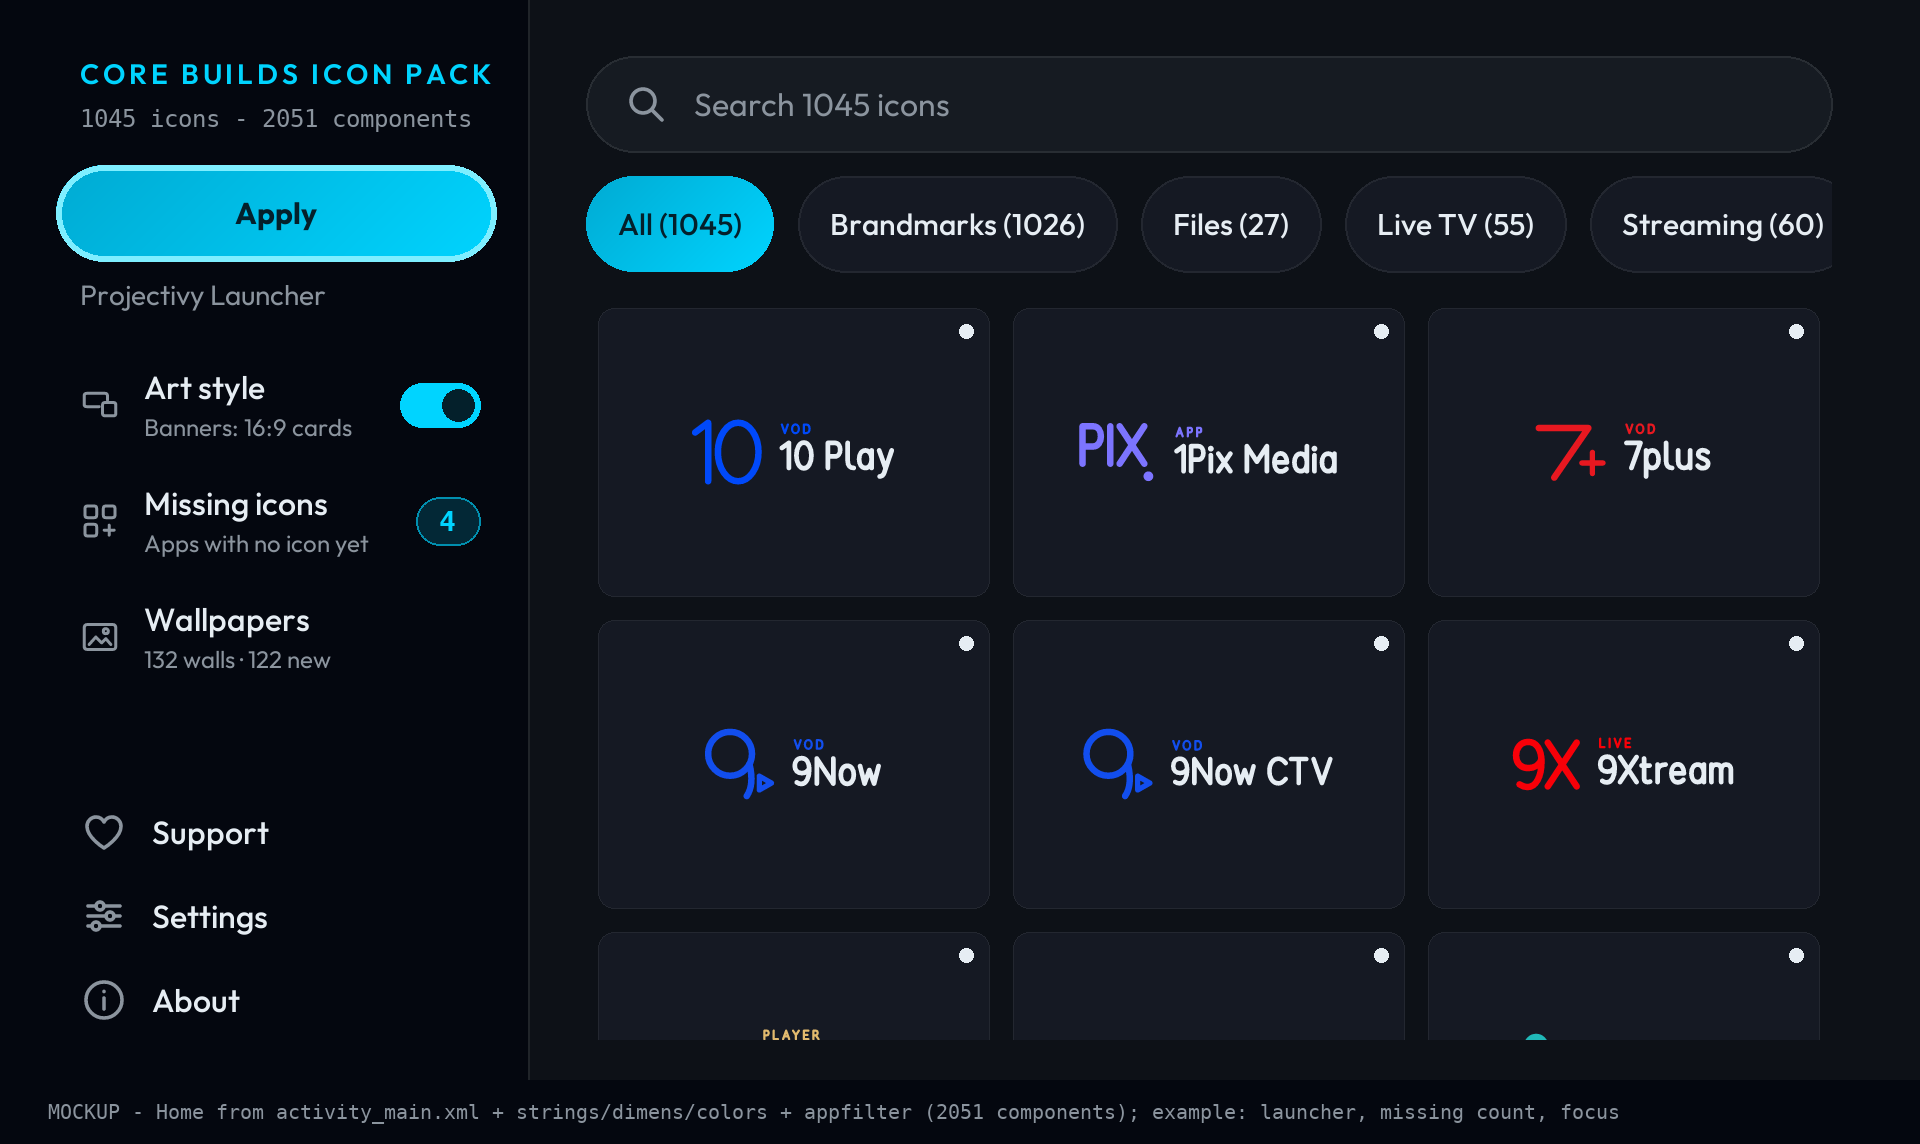 CORE BUILDS ICON PACK
1045 icons - 2051 components
Apply
Projectivy Launcher
Art style
Banners: 16:9 cards
Missing icons
Apps with no icon yet
4
Wallpapers
132 walls · 122 new
Support
Settings
About
Search 1045 icons
All (1045)
Brandmarks (1026)
Files (27)
Live TV (55)
Streaming (60)
10
VOD
10 Play
PIX.
APP
1Pix Media
7+
VOD
7plus
9
VOD
9Now
9
VOD
9Now CTV
9X
LIVE
9Xtream
PLAYER
MOCKUP - Home from activity_main.xml + strings/dimens/colors + appfilter (2051 components); example: launcher, missing count, focus